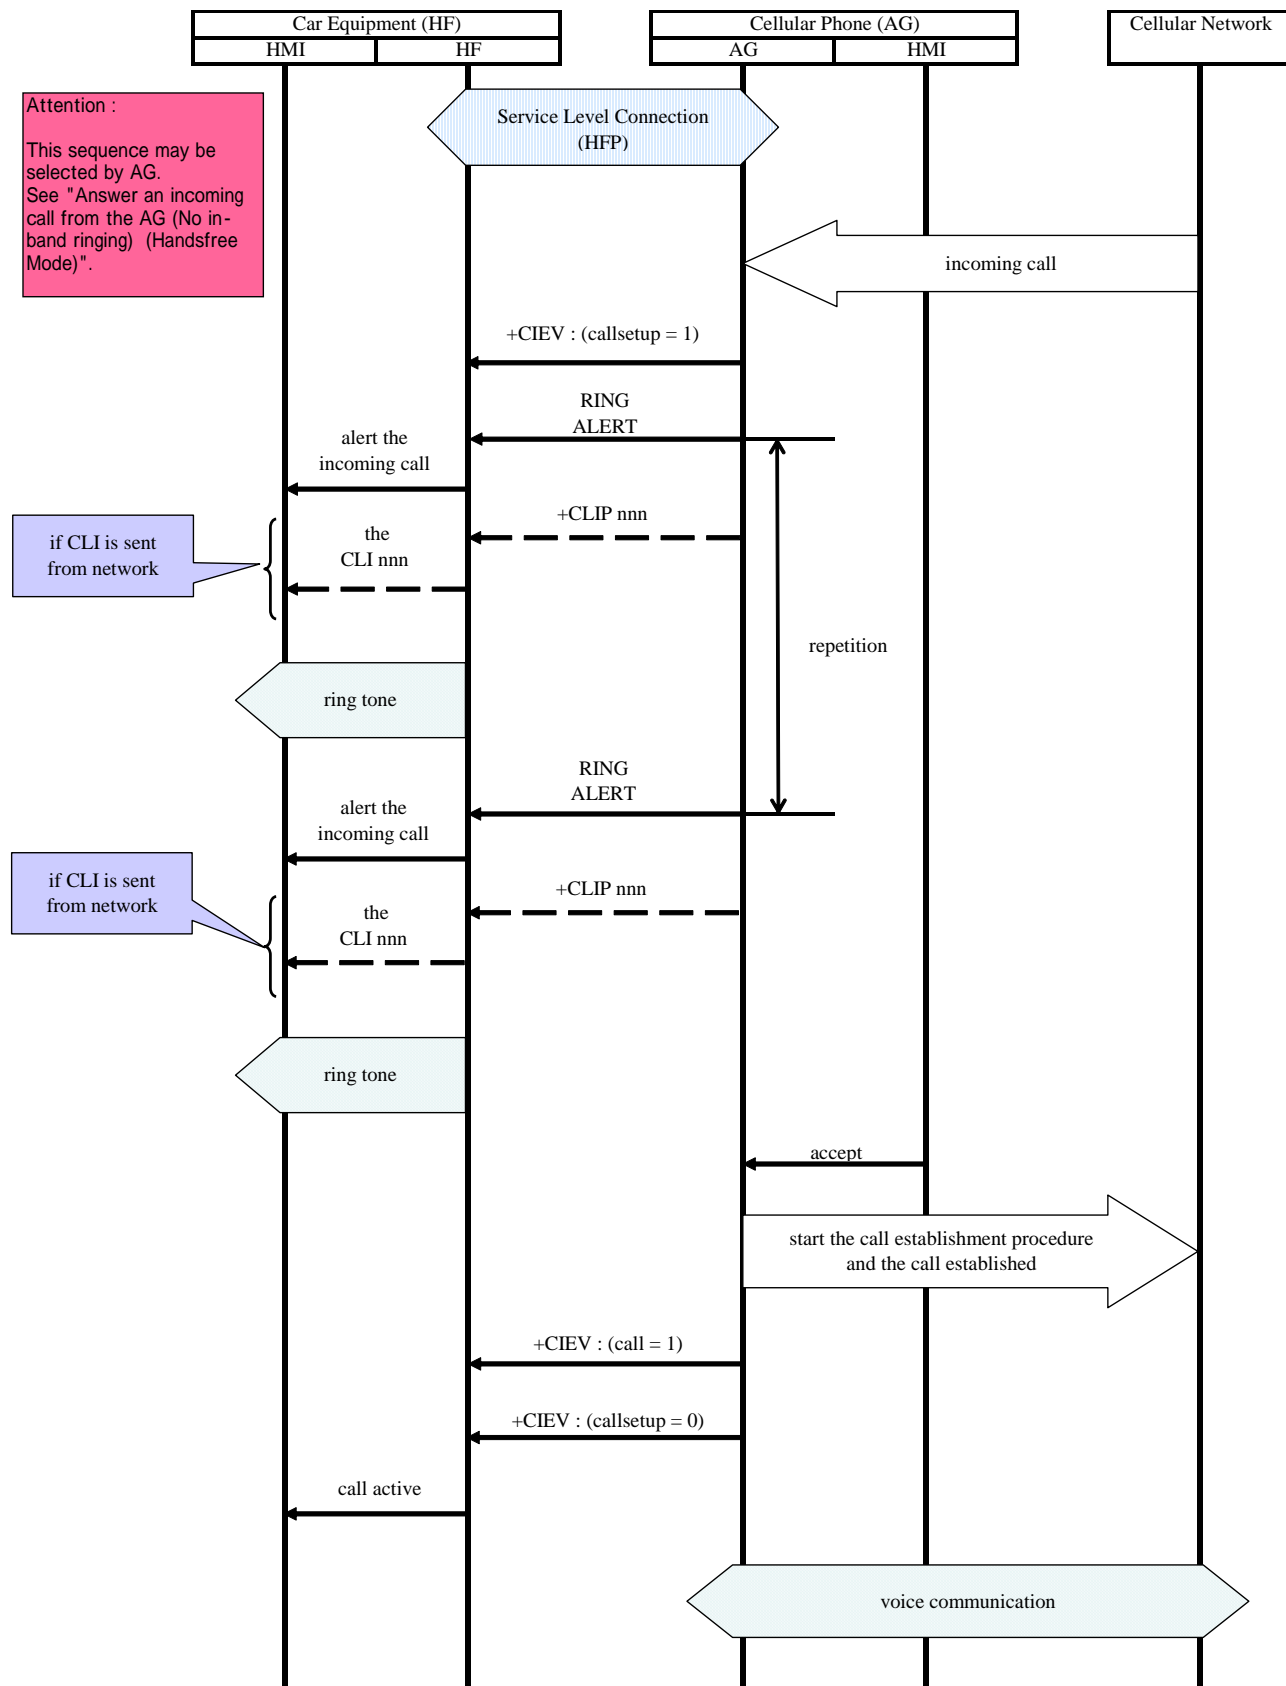 Car Equipment (HF)
Cellular Phone (AG)
Cellular Network
HMI
HF
AG
HMI
Attention :
This sequence may be
selected by AG.
See "Answer an incoming
call from the AG (No in-
band ringing) (Handsfree
Mode)".
Service Level Connection
(HFP)
incoming call
+CIEV : (callsetup = 1)
RING
ALERT
alert the
incoming call
+CLIP nnn
if CLI is sent
from network
the
CLI nnn
repetition
ring tone
RING
ALERT
alert the
incoming call
+CLIP nnn
if CLI is sent
from network
the
CLI nnn
ring tone
accept
start the call establishment procedure
and the call established
+CIEV : (call = 1)
+CIEV : (callsetup = 0)
call active
voice communication